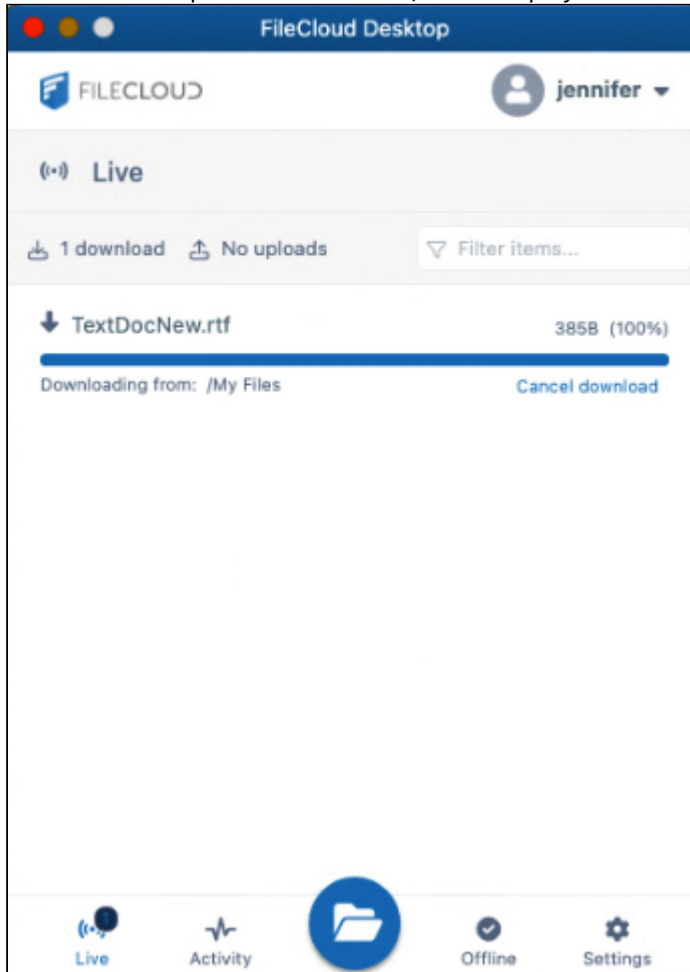 FileCloud Desktop
FILECLOUD
jennifer
Live
1 download No uploads Filter items...
TextDocNew.rtf 385B (100%)
Downloading from: /My Files Cancel download
1
Live Activity Offline Settings